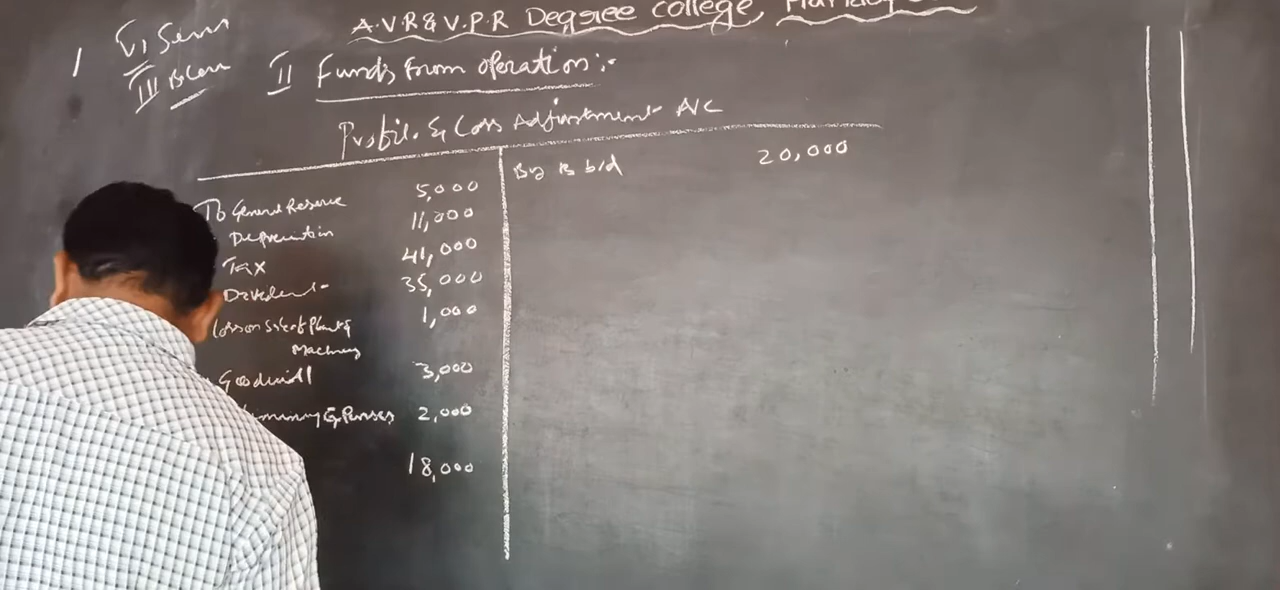 A.V.R & V.P.R Degree College,
VI Sem
III BCom
II Funds from operation :-
Profit & Loss Adjustment A/C
To General Reserve 5,000
Depreciation 11,000
Tax 41,000
Dividend 35,000
Loss on Sale of Plant & 1,000
Machinery
Goodwill 3,000
Expenses 2,000
18,000
By B b/d 20,000